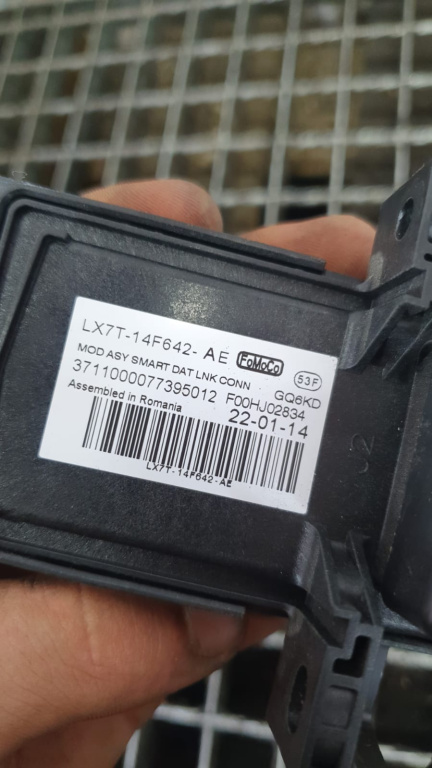 LX7T-14F642- AE FoMoCo
MOD ASY SMART DAT LNK CONN 53F
3711000077395012 F00HJ02834 GQ6KD
Assembled in Romania 22-01-14
LX7T-14F642-AE